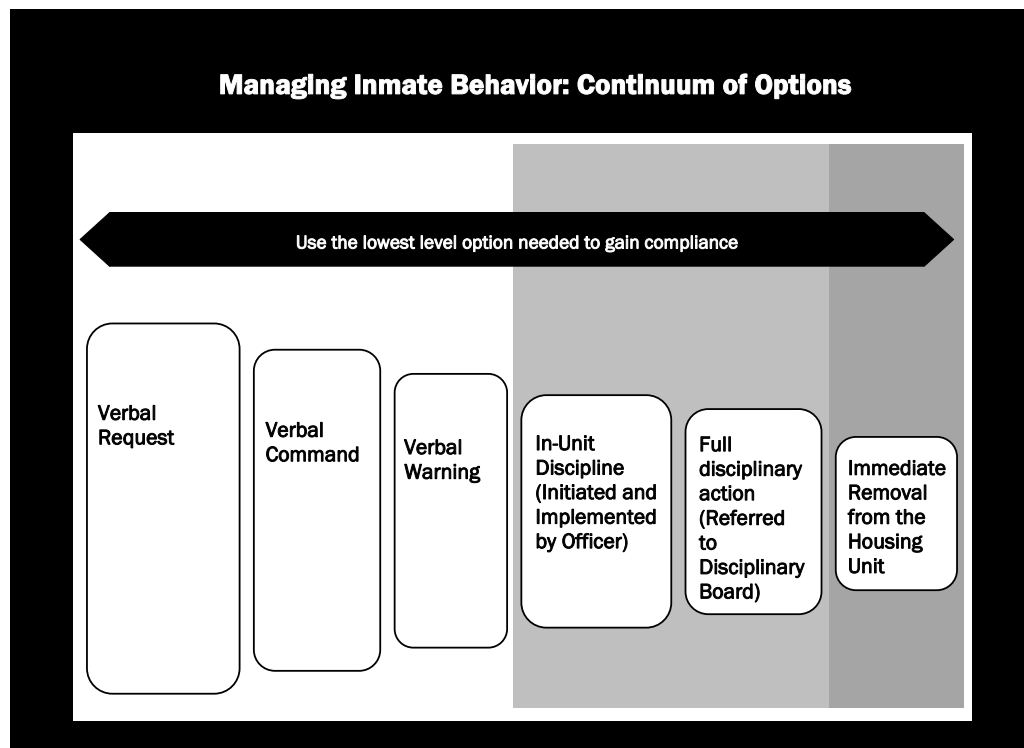 Managing Inmate Behavior: Continuum of Options
Use the lowest level option needed to gain compliance
Verbal
Request
Verbal
Command
Verbal
Warning
In-Unit
Discipline
(Initiated and
Implemented
by Officer)
Full
disciplinary
action
(Referred
to
Disciplinary
Board)
Immediate
Removal
from the
Housing
Unit